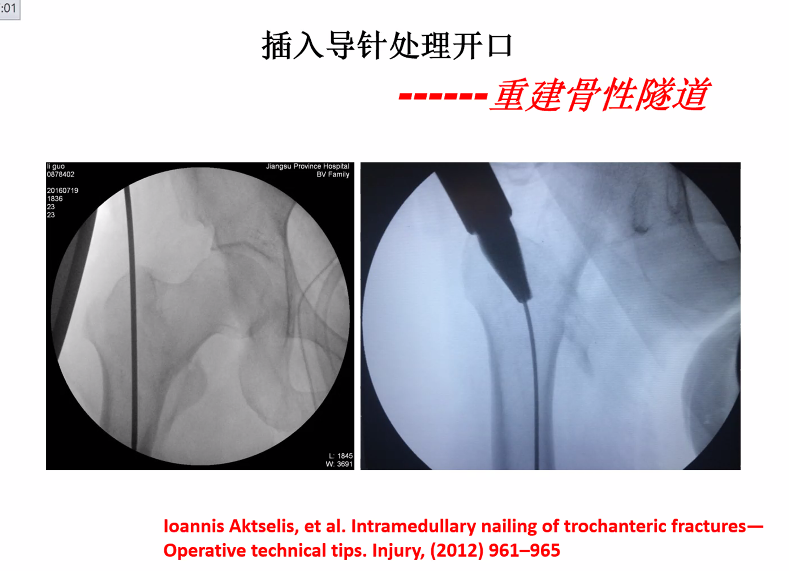 :01
插入导针处理开口
------重建骨性隧道
li guo
0878402
20160719
1836
23
23
Jiangsu Province Hospital
BV Family
L: 1845
W: 3691
Ioannis Aktselis, et al. Intramedullary nailing of trochanteric fractures—
Operative technical tips. Injury, (2012) 961–965